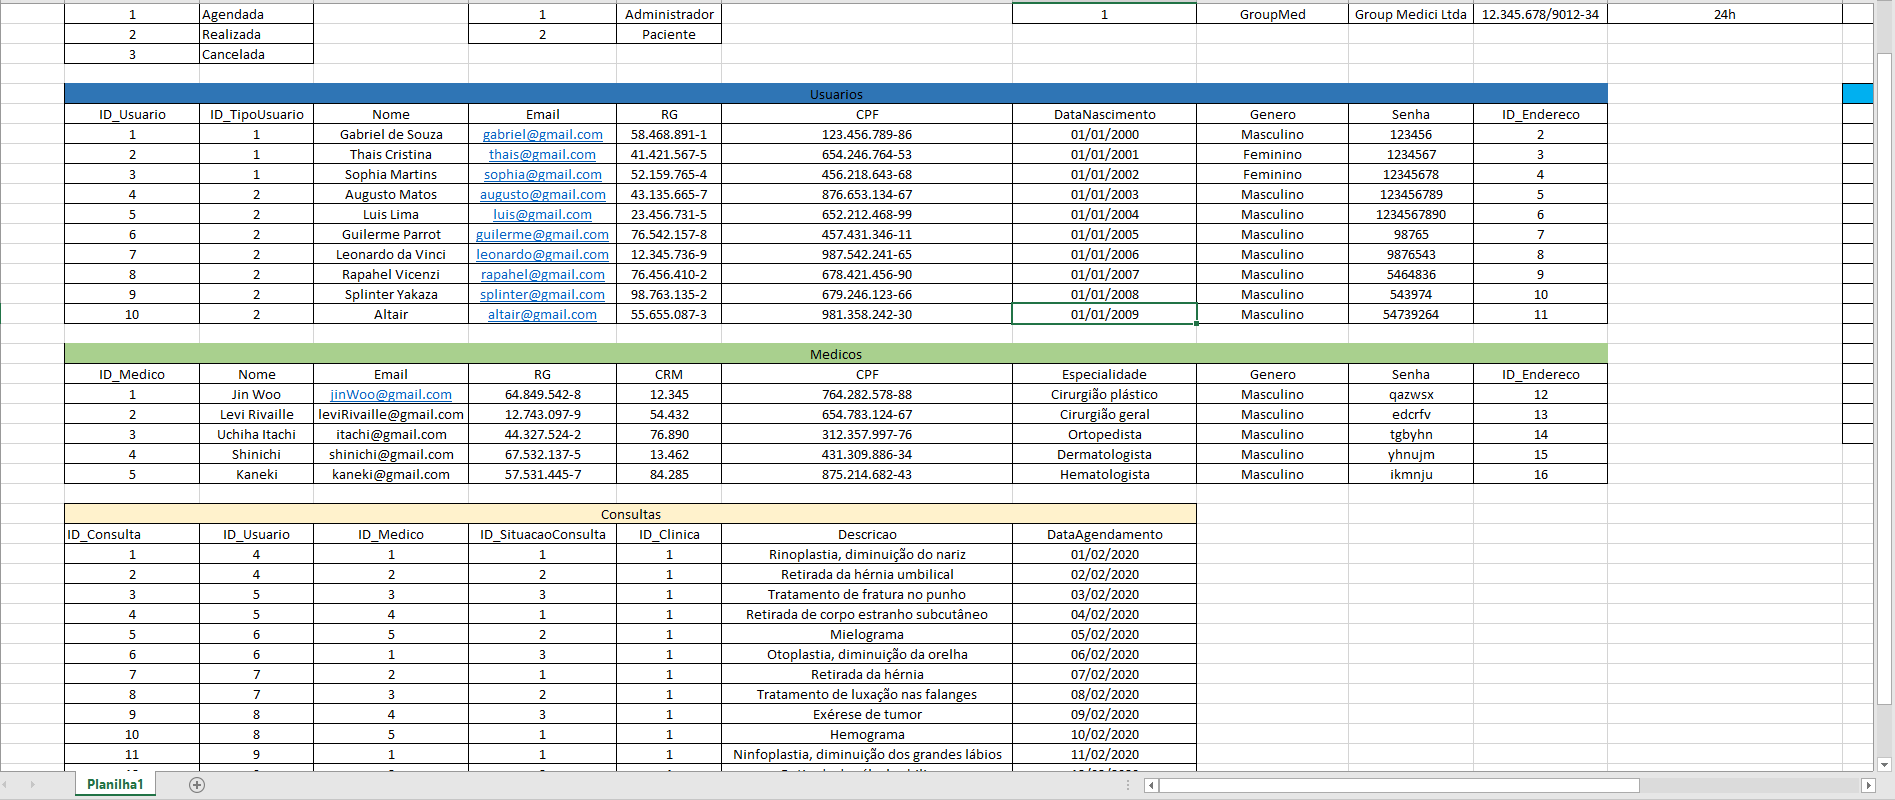 1 Agendada 1 Administrador 1 GroupMed Group Medici Ltda 12.345.678/9012-34 24h
2 Realizada 2 Paciente
3 Cancelada
Usuarios
ID_Usuario ID_TipoUsuario Nome Email RG CPF DataNascimento Genero Senha ID_Endereco
1 1 Gabriel de Souza gabriel@gmail.com 58.468.891-1 123.456.789-86 01/01/2000 Masculino 123456 2
2 1 Thais Cristina thais@gmail.com 41.421.567-5 654.246.764-53 01/01/2001 Feminino 1234567 3
3 1 Sophia Martins sophia@gmail.com 52.159.765-4 456.218.643-68 01/01/2002 Feminino 12345678 4
4 2 Augusto Matos augusto@gmail.com 43.135.665-7 876.653.134-67 01/01/2003 Masculino 123456789 5
5 2 Luis Lima luis@gmail.com 23.456.731-5 652.212.468-99 01/01/2004 Masculino 1234567890 6
6 2 Guilerme Parrot guilerme@gmail.com 76.542.157-8 457.431.346-11 01/01/2005 Masculino 98765 7
7 2 Leonardo da Vinci leonardo@gmail.com 12.345.736-9 987.542.241-65 01/01/2006 Masculino 9876543 8
8 2 Rapahel Vicenzi rapahel@gmail.com 76.456.410-2 678.421.456-90 01/01/2007 Masculino 5464836 9
9 2 Splinter Yakaza splinter@gmail.com 98.763.135-2 679.246.123-66 01/01/2008 Masculino 543974 10
10 2 Altair altair@gmail.com 55.655.087-3 981.358.242-30 01/01/2009 Masculino 54739264 11
Medicos
ID_Medico Nome Email RG CRM CPF Especialidade Genero Senha ID_Endereco
1 Jin Woo jinWoo@gmail.com 64.849.542-8 12.345 764.282.578-88 Cirurgião plástico Masculino qazwsx 12
2 Levi Rivaille leviRivaille@gmail.com 12.743.097-9 54.432 654.783.124-67 Cirurgião geral Masculino edcrfv 13
3 Uchiha Itachi itachi@gmail.com 44.327.524-2 76.890 312.357.997-76 Ortopedista Masculino tgbyhn 14
4 Shinichi shinichi@gmail.com 67.532.137-5 13.462 431.309.886-34 Dermatologista Masculino yhnujm 15
5 Kaneki kaneki@gmail.com 57.531.445-7 84.285 875.214.682-43 Hematologista Masculino ikmnju 16
Consultas
ID_Consulta ID_Usuario ID_Medico ID_SituacaoConsulta ID_Clinica Descricao DataAgendamento
1 4 1 1 1 Rinoplastia, diminuição do nariz 01/02/2020
2 4 2 2 1 Retirada da hérnia umbilical 02/02/2020
3 5 3 3 1 Tratamento de fratura no punho 03/02/2020
4 5 4 1 1 Retirada de corpo estranho subcutâneo 04/02/2020
5 6 5 2 1 Mielograma 05/02/2020
6 6 1 3 1 Otoplastia, diminuição da orelha 06/02/2020
7 7 2 1 1 Retirada da hérnia 07/02/2020
8 7 3 2 1 Tratamento de luxação nas falanges 08/02/2020
9 8 4 3 1 Exérese de tumor 09/02/2020
10 8 5 1 1 Hemograma 10/02/2020
11 9 1 1 1 Ninfoplastia, diminuição dos grandes lábios 11/02/2020
Planilha1